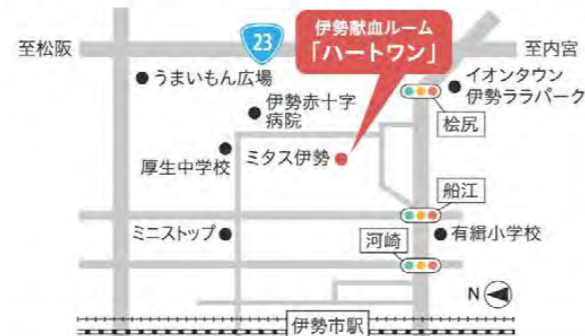 至松阪
23
伊勢献血ルーム
「ハートワン」
至内宮
うまいもん広場
イオンタウン
伊勢ララパーク
伊勢赤十字
病院
桧尻
厚生中学校
ミタス伊勢
船江
ミニストップ
河崎
有緝小学校
N
伊勢市駅